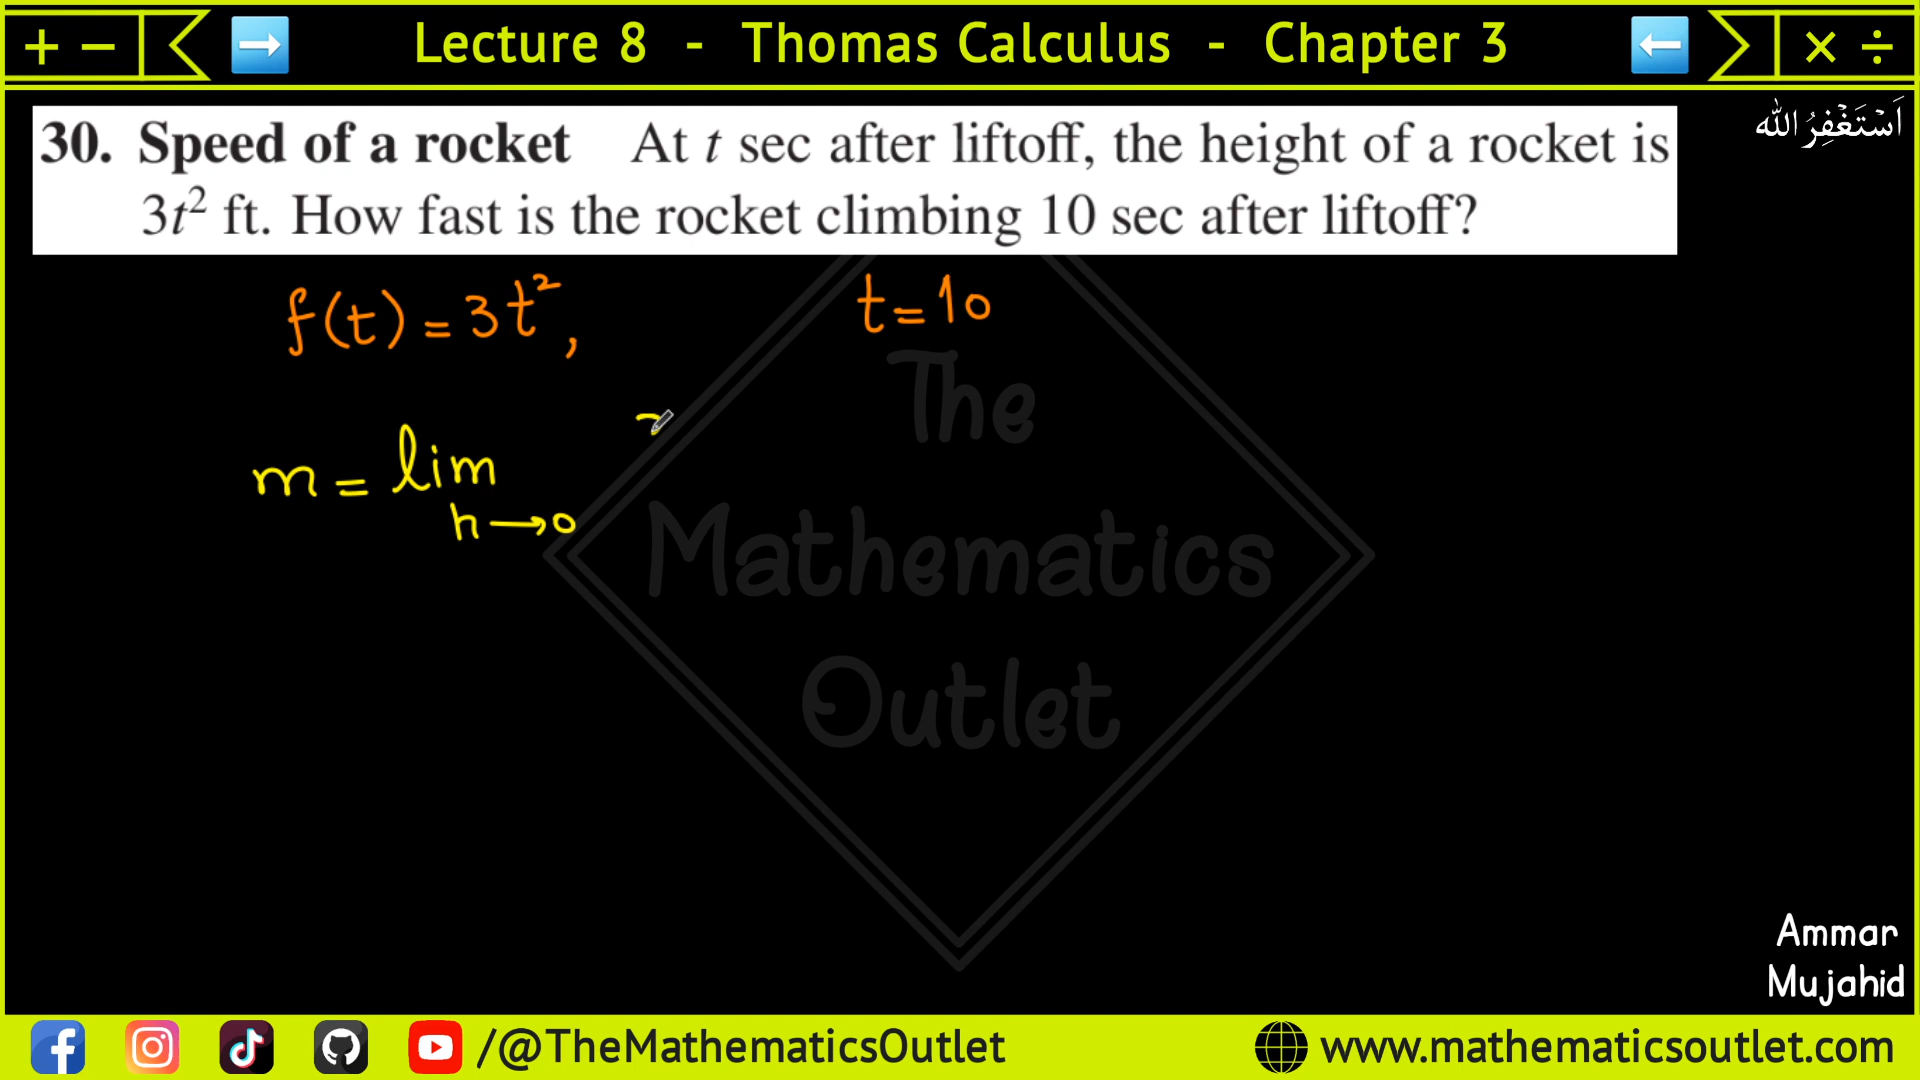 + − Lecture 8 - Thomas Calculus - Chapter 3 × ÷
30. Speed of a rocket At t sec after liftoff, the height of a rocket is
3t² ft. How fast is the rocket climbing 10 sec after liftoff?
أَسْتَغْفِرُ الله
f(t) = 3t², t = 10
m = lim
h → 0
The
Mathematics
Outlet
Ammar
Mujahid
/@TheMathematicsOutlet www.mathematicsoutlet.com